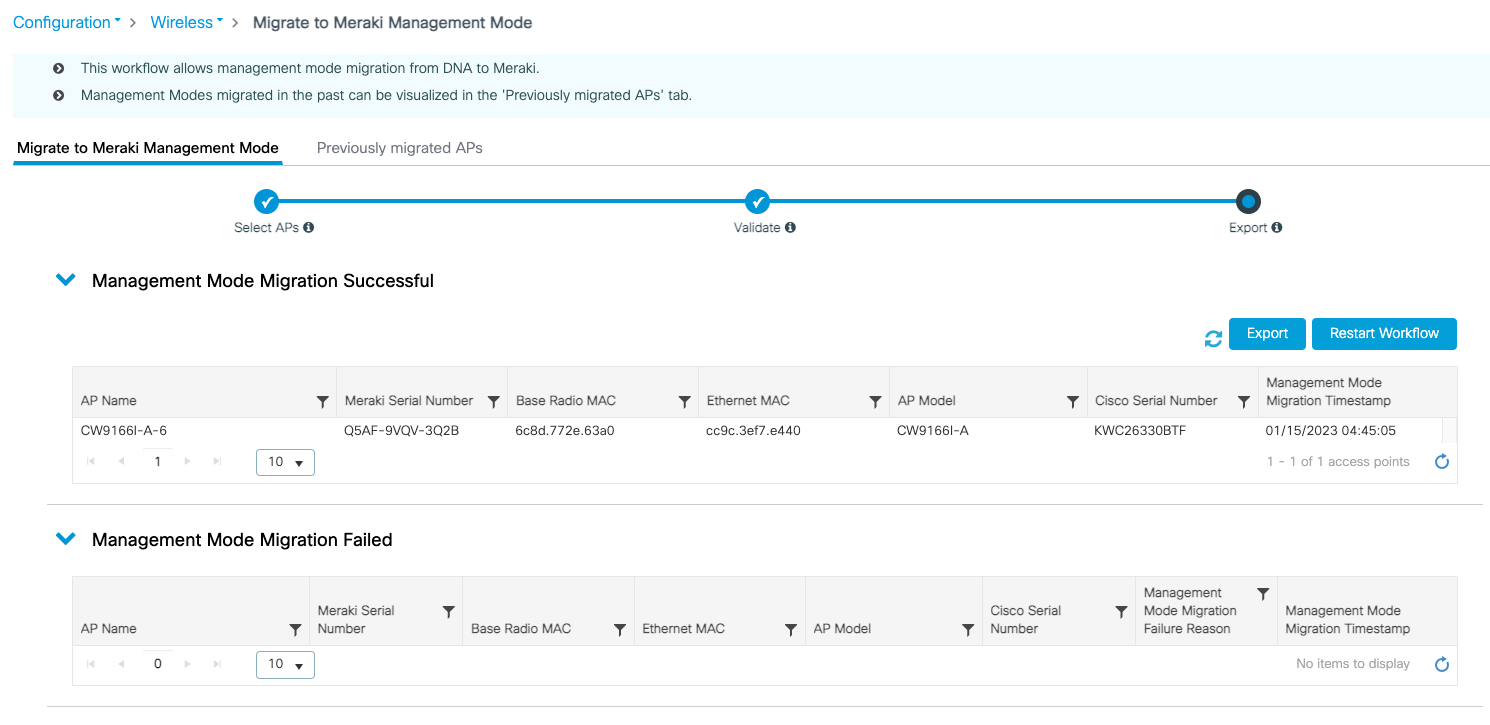 Configuration > Wireless > Migrate to Meraki Management Mode
This workflow allows management mode migration from DNA to Meraki.
Management Modes migrated in the past can be visualized in the 'Previously migrated APs' tab.
Migrate to Meraki Management Mode Previously migrated APs
Select APs Validate Export
Management Mode Migration Successful
Export Restart Workflow
AP Name Meraki Serial Number Base Radio MAC Ethernet MAC AP Model Cisco Serial Number Management Mode Migration Timestamp
CW9166I-A-6 Q5AF-9VQV-3Q2B 6c8d.772e.63a0 cc9c.3ef7.e440 CW9166I-A KWC26330BTF 01/15/2023 04:45:05
1 10 1 - 1 of 1 access points
Management Mode Migration Failed
AP Name Meraki Serial Number Base Radio MAC Ethernet MAC AP Model Cisco Serial Number Management Mode Migration Failure Reason Management Mode Migration Timestamp
0 10 No items to display